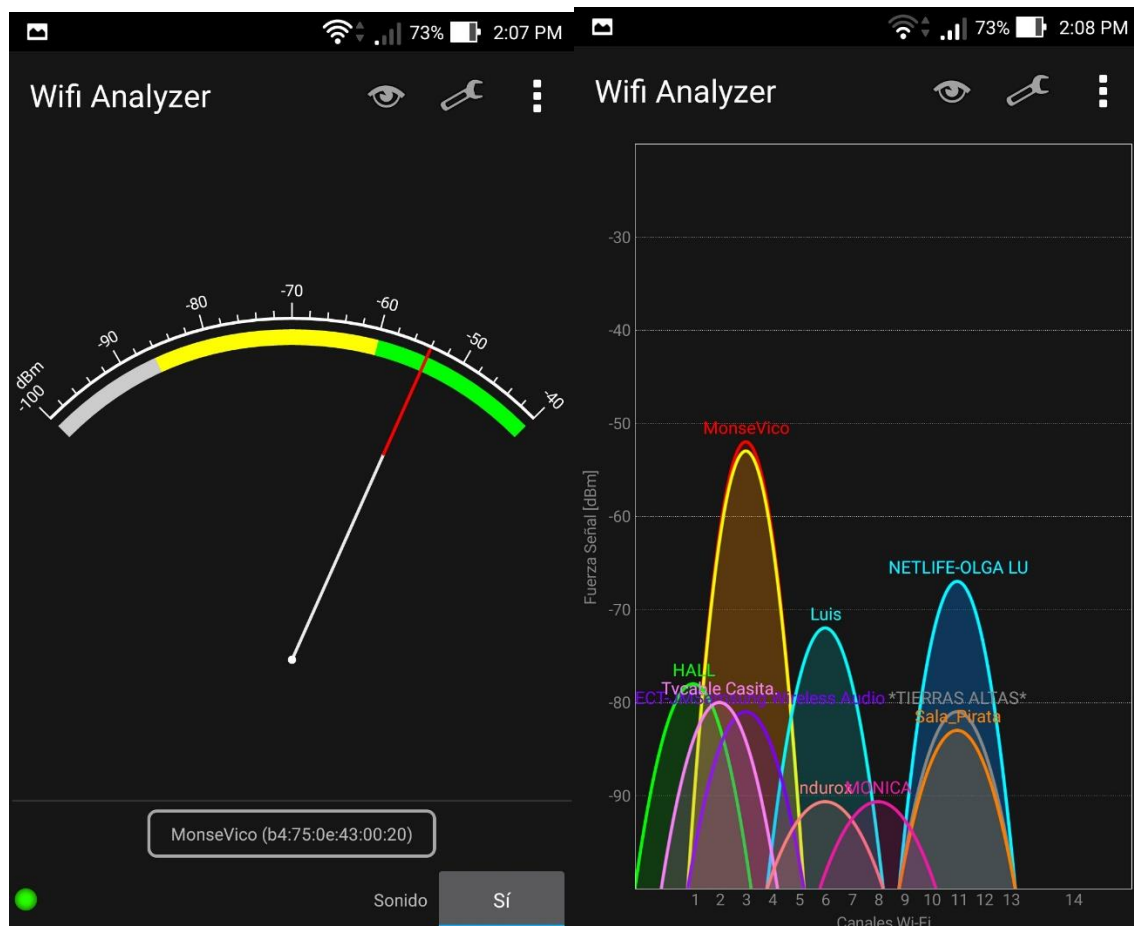 73% 2:07 PM
Wifi Analyzer
dBm
-100 -90 -80 -70 -60 -50 -40
MonseVico (b4:75:0e:43:00:20)
Sonido Sí
73% 2:08 PM
Wifi Analyzer
-30
-40
-50
-60
-70
-80
-90
Fuerza Señal [dBm]
MonseVico
NETLIFE-OLGA LU
Luis
HALL
Tvcable Casita.
Wireless Audio
*TIERRAS ALTAS*
Sala_Pirata
MONICA
1 2 3 4 5 6 7 8 9 10 11 12 13 14
Canales Wi-Fi